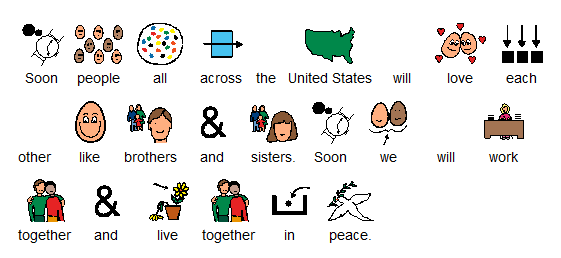 Soon people all across the United States will love each
other like brothers & and sisters. Soon we will work
together & and live together in peace.